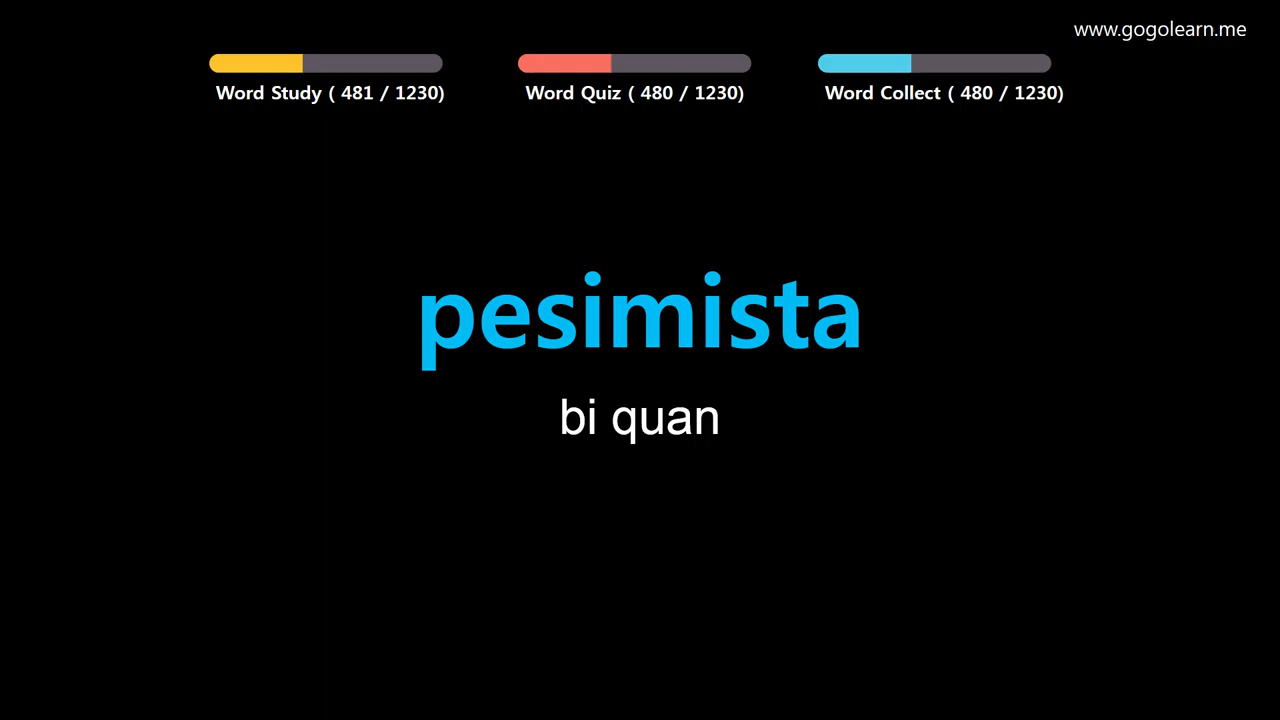 www.gogolearn.me
Word Study ( 481 / 1230)
Word Quiz ( 480 / 1230)
Word Collect ( 480 / 1230)
pesimista
bi quan